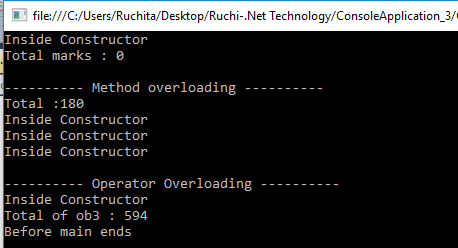 file:///C:/Users/Ruchita/Desktop/Ruchi-.Net Technology/ConsoleApplication_3/
Inside Constructor
Total marks : 0
---------- Method overloading ----------
Total :180
Inside Constructor
Inside Constructor
Inside Constructor
---------- Operator Overloading ----------
Inside Constructor
Total of ob3 : 594
Before main ends